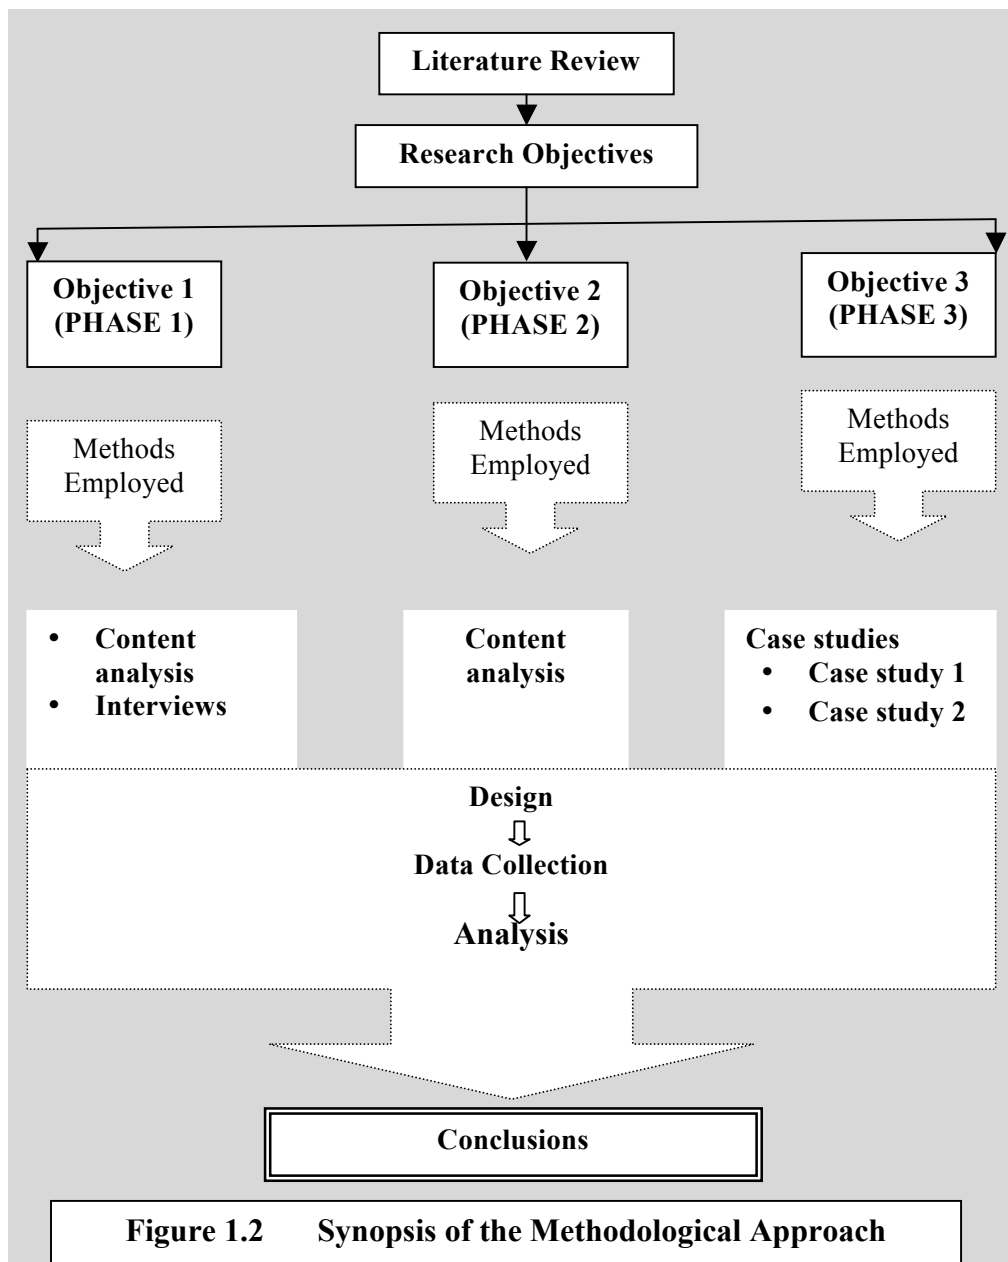 Literature Review
Research Objectives
Objective 1
(PHASE 1)
Objective 2
(PHASE 2)
Objective 3
(PHASE 3)
Methods
Employed
Methods
Employed
Methods
Employed
• Content
analysis
• Interviews
Content
analysis
Case studies
• Case study 1
• Case study 2
Design
Data Collection
Analysis
Conclusions
Figure 1.2 Synopsis of the Methodological Approach